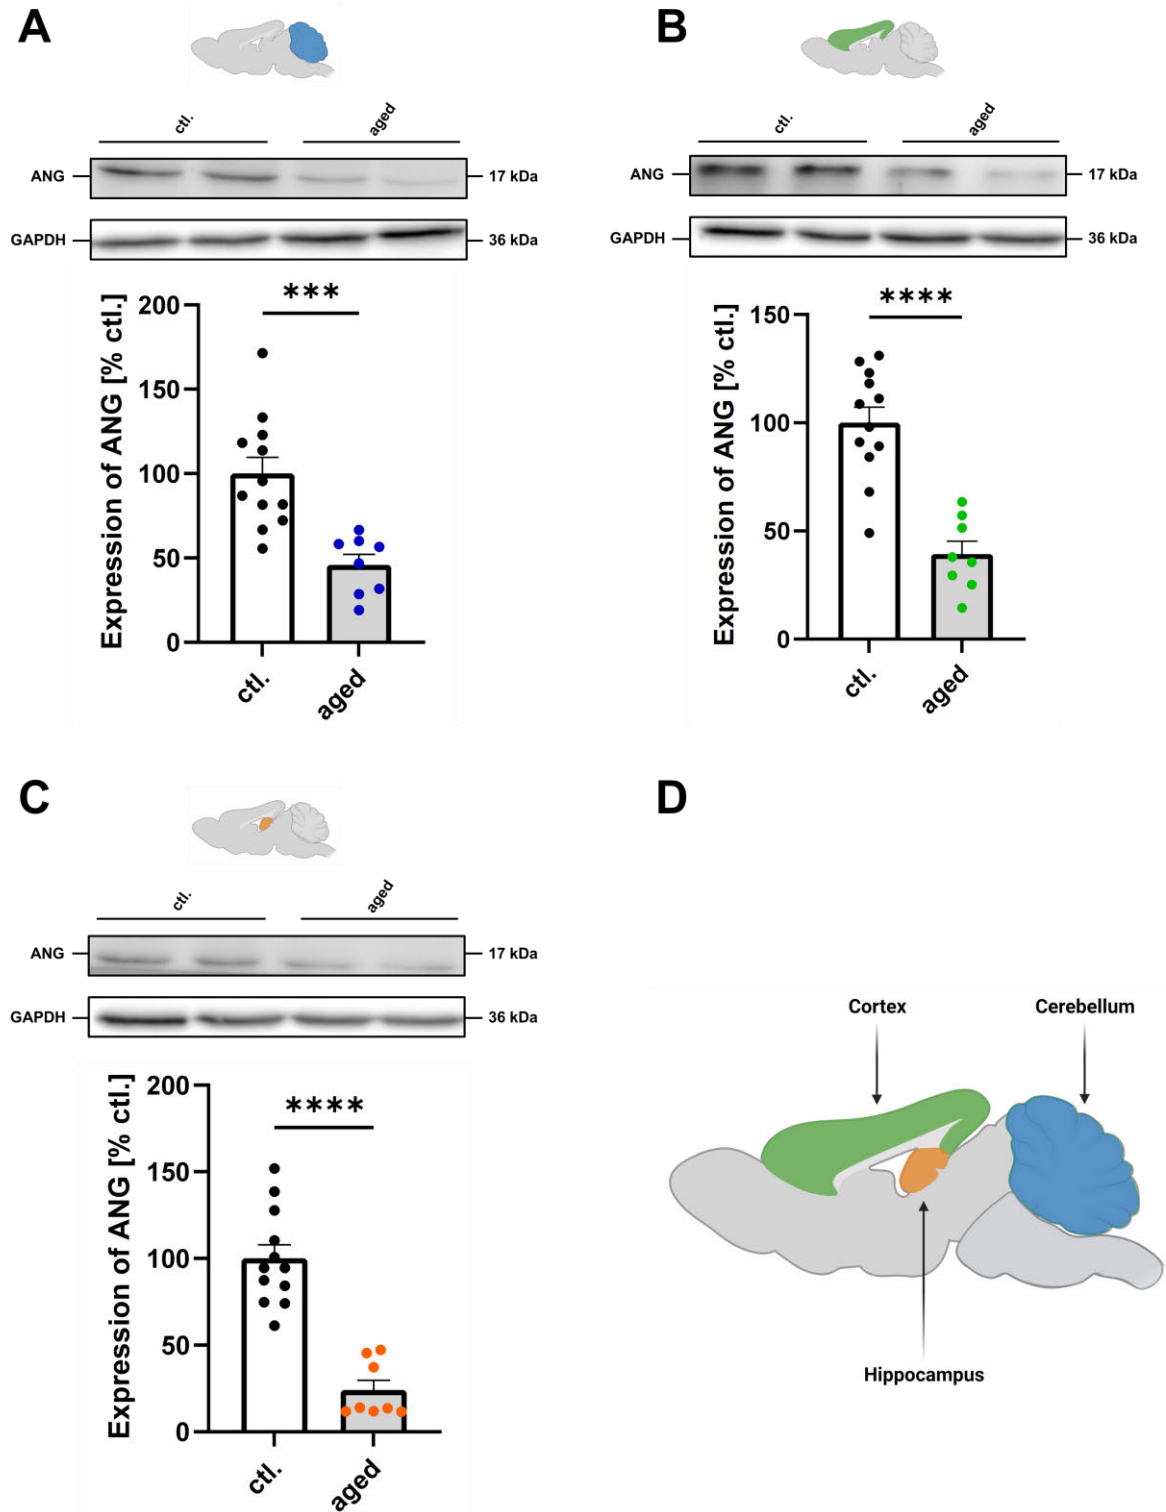 A
ctl.
aged
ANG
17 kDa
GAPDH
36 kDa
***
Expression of ANG [% ctl.]
200
150
100
50
0
ctl.
aged
B
ctl.
aged
ANG
17 kDa
GAPDH
36 kDa
****
Expression of ANG [% ctl.]
150
100
50
0
ctl.
aged
C
ctl.
aged
ANG
17 kDa
GAPDH
36 kDa
****
Expression of ANG [% ctl.]
200
150
100
50
0
ctl.
aged
D
Cortex
Cerebellum
Hippocampus